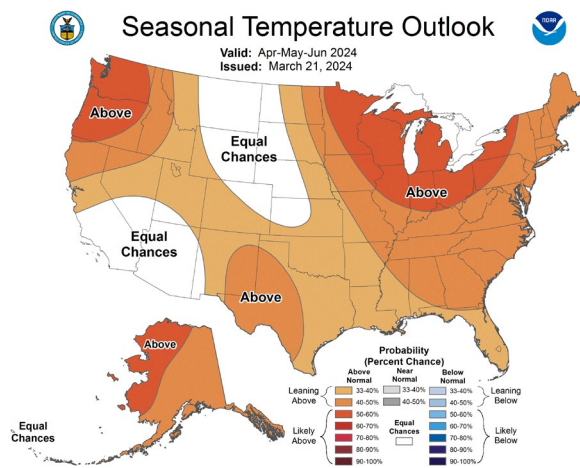 Seasonal Temperature Outlook
NOAA
Valid: Apr-May-Jun 2024
Issued: March 21, 2024
Above
Equal
Chances
Above
Equal
Chances
Above
Above
Equal
Chances
Probability
(Percent Chance)
Above
Normal
Near
Normal
Below
Normal
Leaning
Above
33-40%
40-50%
33-40%
40-50%
33-40%
40-50%
Leaning
Below
Likely
Above
50-60%
60-70%
70-80%
80-90%
90-100%
Equal
Chances
50-60%
60-70%
70-80%
80-90%
90-100%
Likely
Below